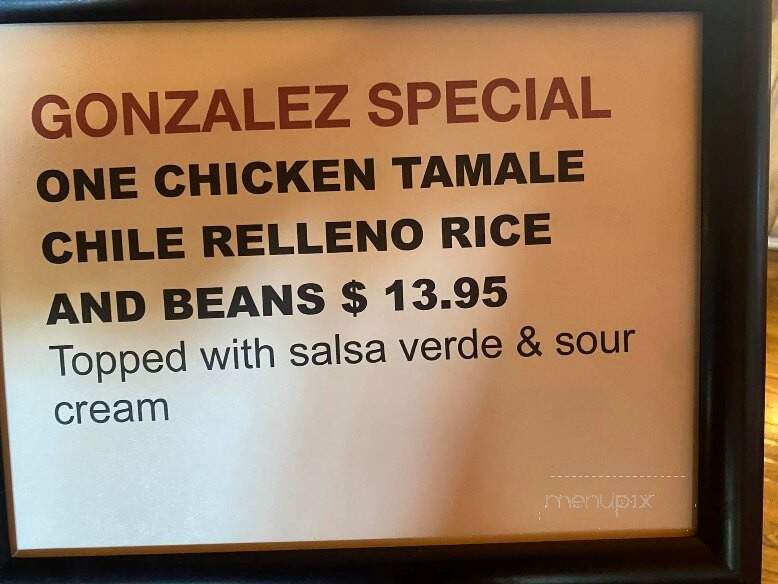 GONZALEZ SPECIAL
ONE CHICKEN TAMALE
CHILE RELLENO RICE
AND BEANS $ 13.95
Topped with salsa verde & sour
cream
menupix